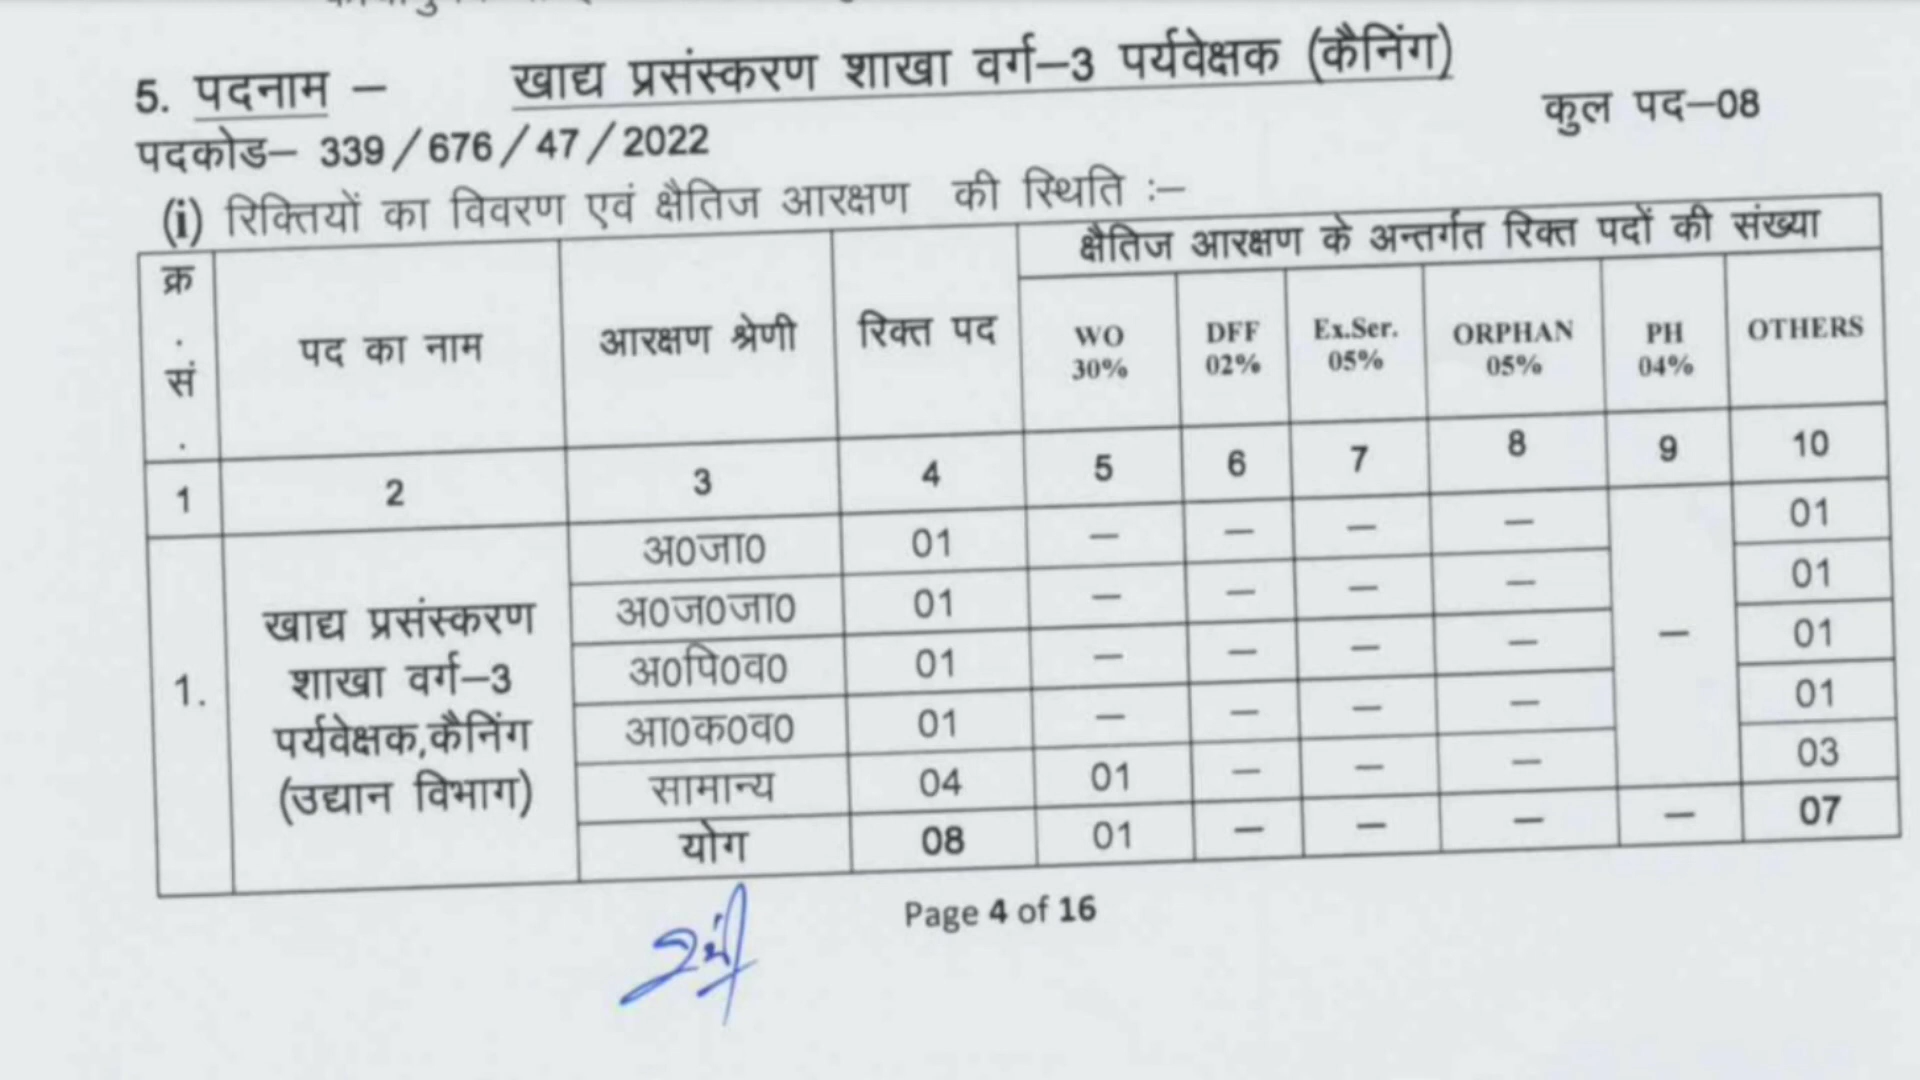 5. पदनाम – खाद्य प्रसंस्करण शाखा वर्ग–3 पर्यवेक्षक (कैनिंग)
कुल पद–08
पदकोड– 339/676/47/2022
(i) रिक्तियों का विवरण एवं क्षैतिज आरक्षण की स्थिति :–
क्र.सं. पद का नाम आरक्षण श्रेणी रिक्त पद क्षैतिज आरक्षण के अन्तर्गत रिक्त पदों की संख्या
WO 30% DFF 02% Ex.Ser. 05% ORPHAN 05% PH 04% OTHERS
1 2 3 4 5 6 7 8 9 10
1. खाद्य प्रसंस्करण शाखा वर्ग–3 पर्यवेक्षक,कैनिंग (उद्यान विभाग)
अ0जा0 01 – – – – – 01
अ0ज0जा0 01 – – – – 01
अ0पि0व0 01 – – – – 01
आ0क0व0 01 – – – – 01
सामान्य 04 01 – – – 03
योग 08 01 – – – – 07
Page 4 of 16